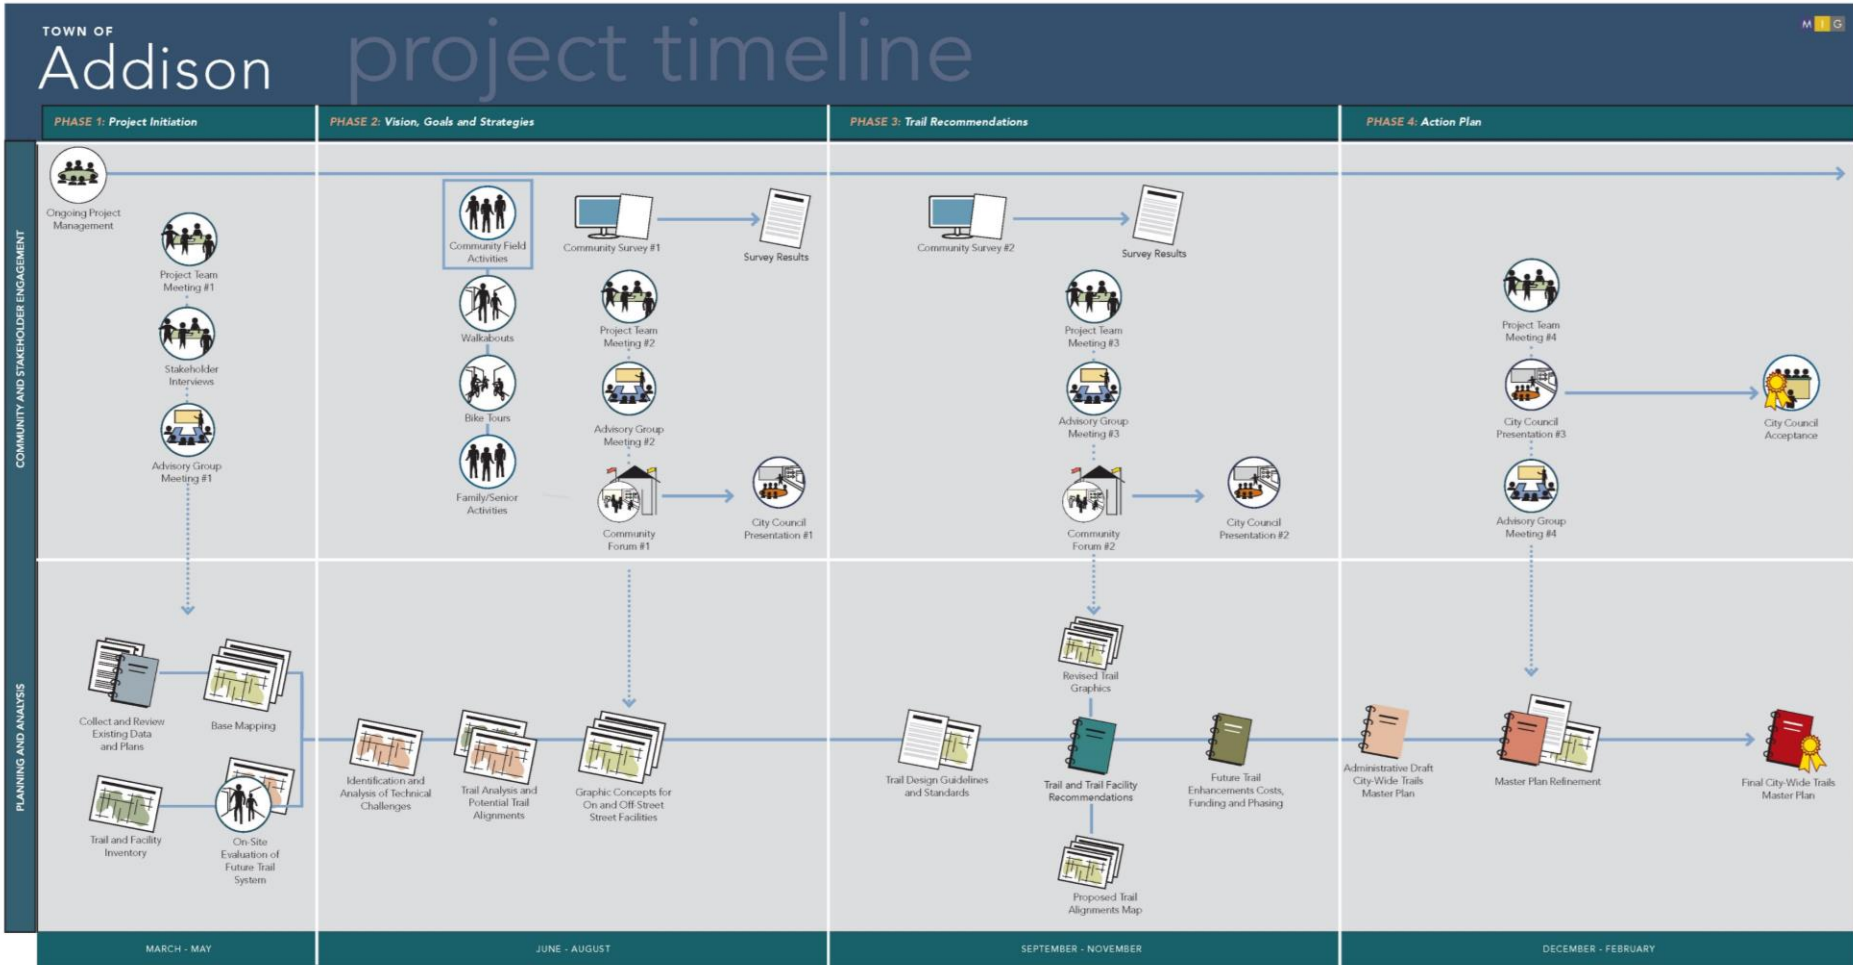 TOWN OF
Addison
project timeline
M I G
PHASE 1: Project Initiation
PHASE 2: Vision, Goals and Strategies
PHASE 3: Trail Recommendations
PHASE 4: Action Plan
COMMUNITY AND STAKEHOLDER ENGAGEMENT
Ongoing Project
Management
Project Team
Meeting #1
Stakeholder
Interviews
Advisory Group
Meeting #1
Community Field
Activities
Walkabouts
Bike Tours
Family/Senior
Activities
Community Survey #1
Survey Results
Project Team
Meeting #2
Advisory Group
Meeting #2
Community
Forum #1
City Council
Presentation #1
Community Survey #2
Survey Results
Project Team
Meeting #3
Advisory Group
Meeting #3
Community
Forum #2
City Council
Presentation #2
Project Team
Meeting #4
City Council
Presentation #3
City Council
Acceptance
Advisory Group
Meeting #4
PLANNING AND ANALYSIS
Collect and Review
Existing Data
and Plans
Base Mapping
Trail and Facility
Inventory
On-Site
Evaluation of
Future Trail
System
Identification and
Analysis of Technical
Challenges
Trail Analysis and
Potential Trail
Alignments
Graphic Concepts for
On and Off-Street
Street Facilities
Trail Design Guidelines
and Standards
Revised Trail
Graphics
Trail and Trail Facility
Recommendations
Proposed Trail
Alignments Map
Future Trail
Enhancements Costs,
Funding and Phasing
Administrative Draft
City-Wide Trails
Master Plan
Master Plan Refinement
Final City-Wide Trails
Master Plan
MARCH - MAY
JUNE - AUGUST
SEPTEMBER - NOVEMBER
DECEMBER - FEBRUARY